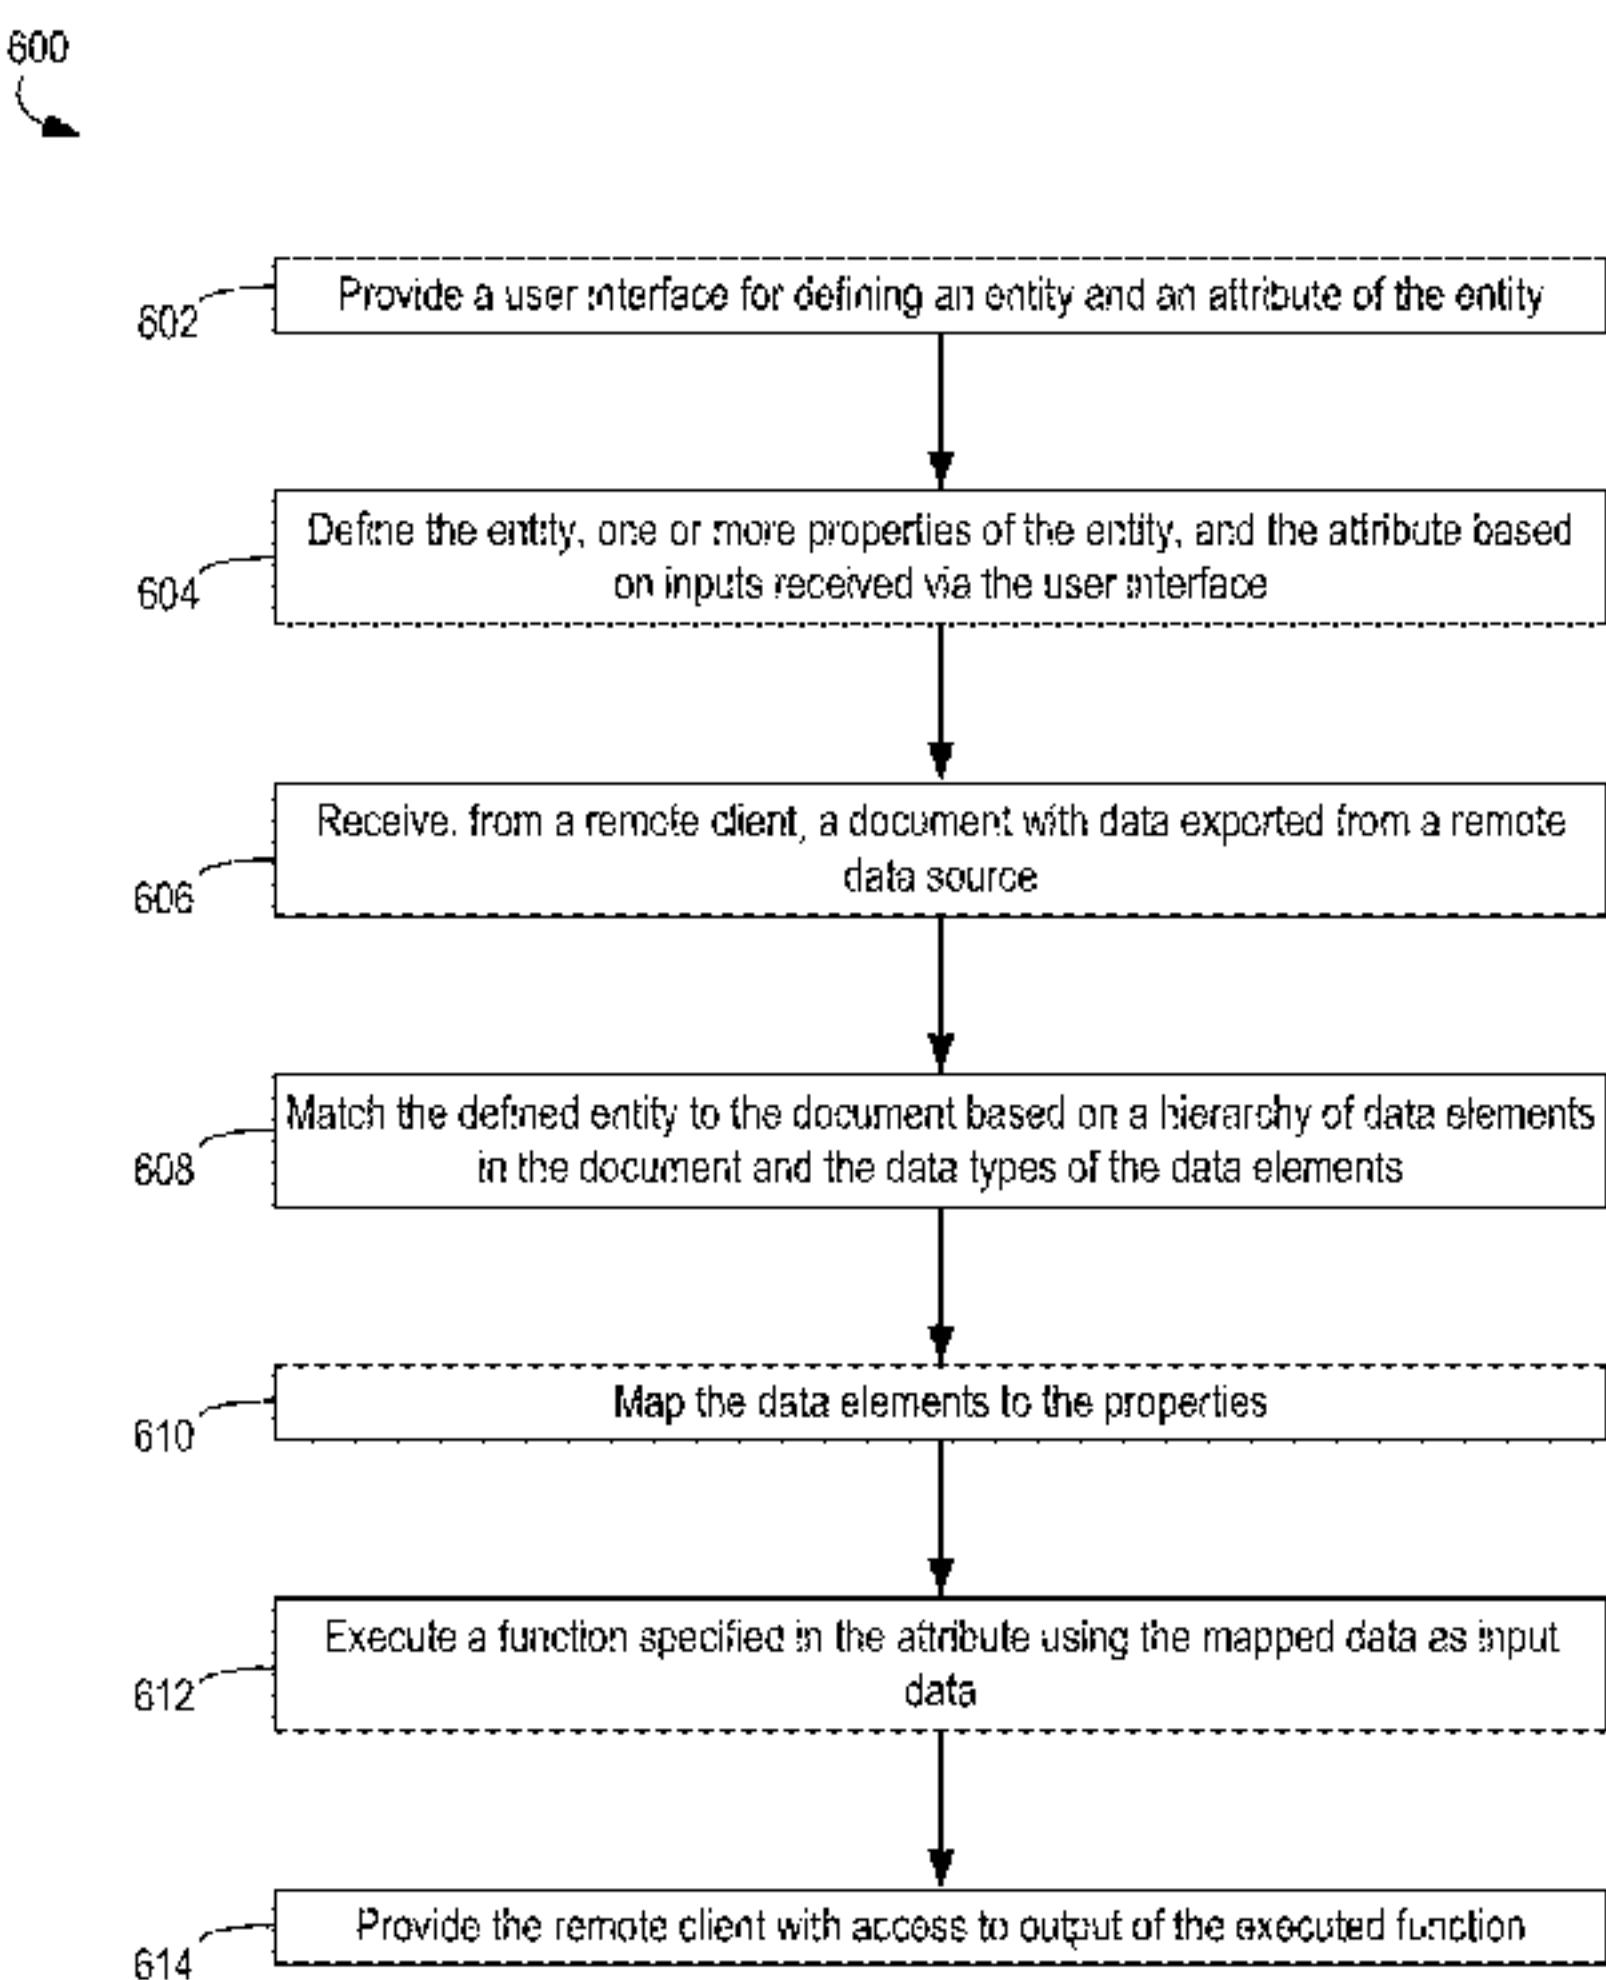 600
602
Provide a user interface for defining an entity and an attribute of the entity
604
Define the entity, one or more properties of the entity, and the attribute based
on inputs received via the user interface
606
Receive, from a remote client, a document with data exported from a remote
data source
608
Match the defined entity to the document based on a hierarchy of data elements
in the document and the data types of the data elements
610
Map the data elements to the properties
612
Execute a function specified in the attribute using the mapped data as input
data
614
Provide the remote client with access to output of the executed function